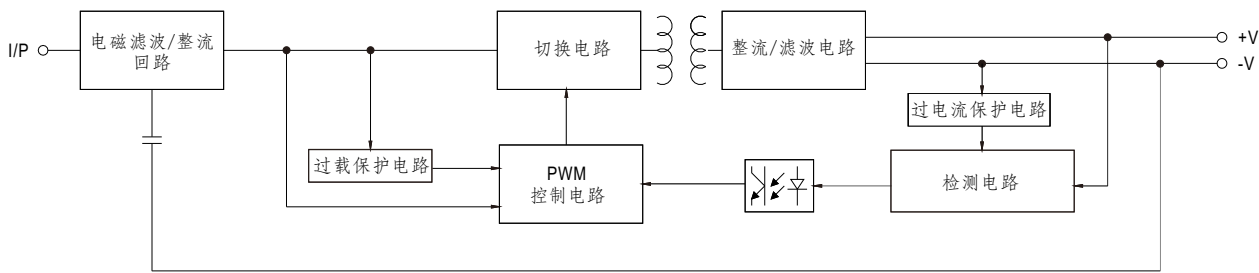 I/P
电磁滤波/整流
回路
切换电路
整流/滤波电路
+V
-V
过电流保护电路
过载保护电路
PWM
控制电路
检测电路